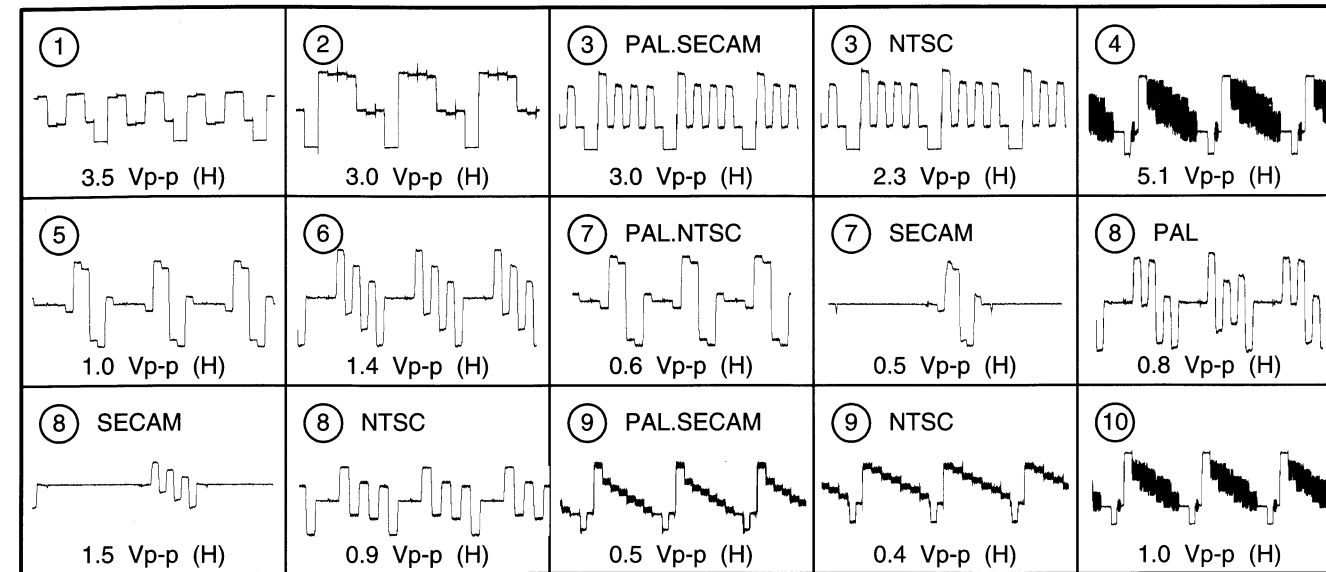 ① ② ③ PAL.SECAM ③ NTSC ④
3.5 Vp-p (H) 3.0 Vp-p (H) 3.0 Vp-p (H) 2.3 Vp-p (H) 5.1 Vp-p (H)
⑤ ⑥ ⑦ PAL.NTSC ⑦ SECAM ⑧ PAL
1.0 Vp-p (H) 1.4 Vp-p (H) 0.6 Vp-p (H) 0.5 Vp-p (H) 0.8 Vp-p (H)
⑧ SECAM ⑧ NTSC ⑨ PAL.SECAM ⑨ NTSC ⑩
1.5 Vp-p (H) 0.9 Vp-p (H) 0.5 Vp-p (H) 0.4 Vp-p (H) 1.0 Vp-p (H)